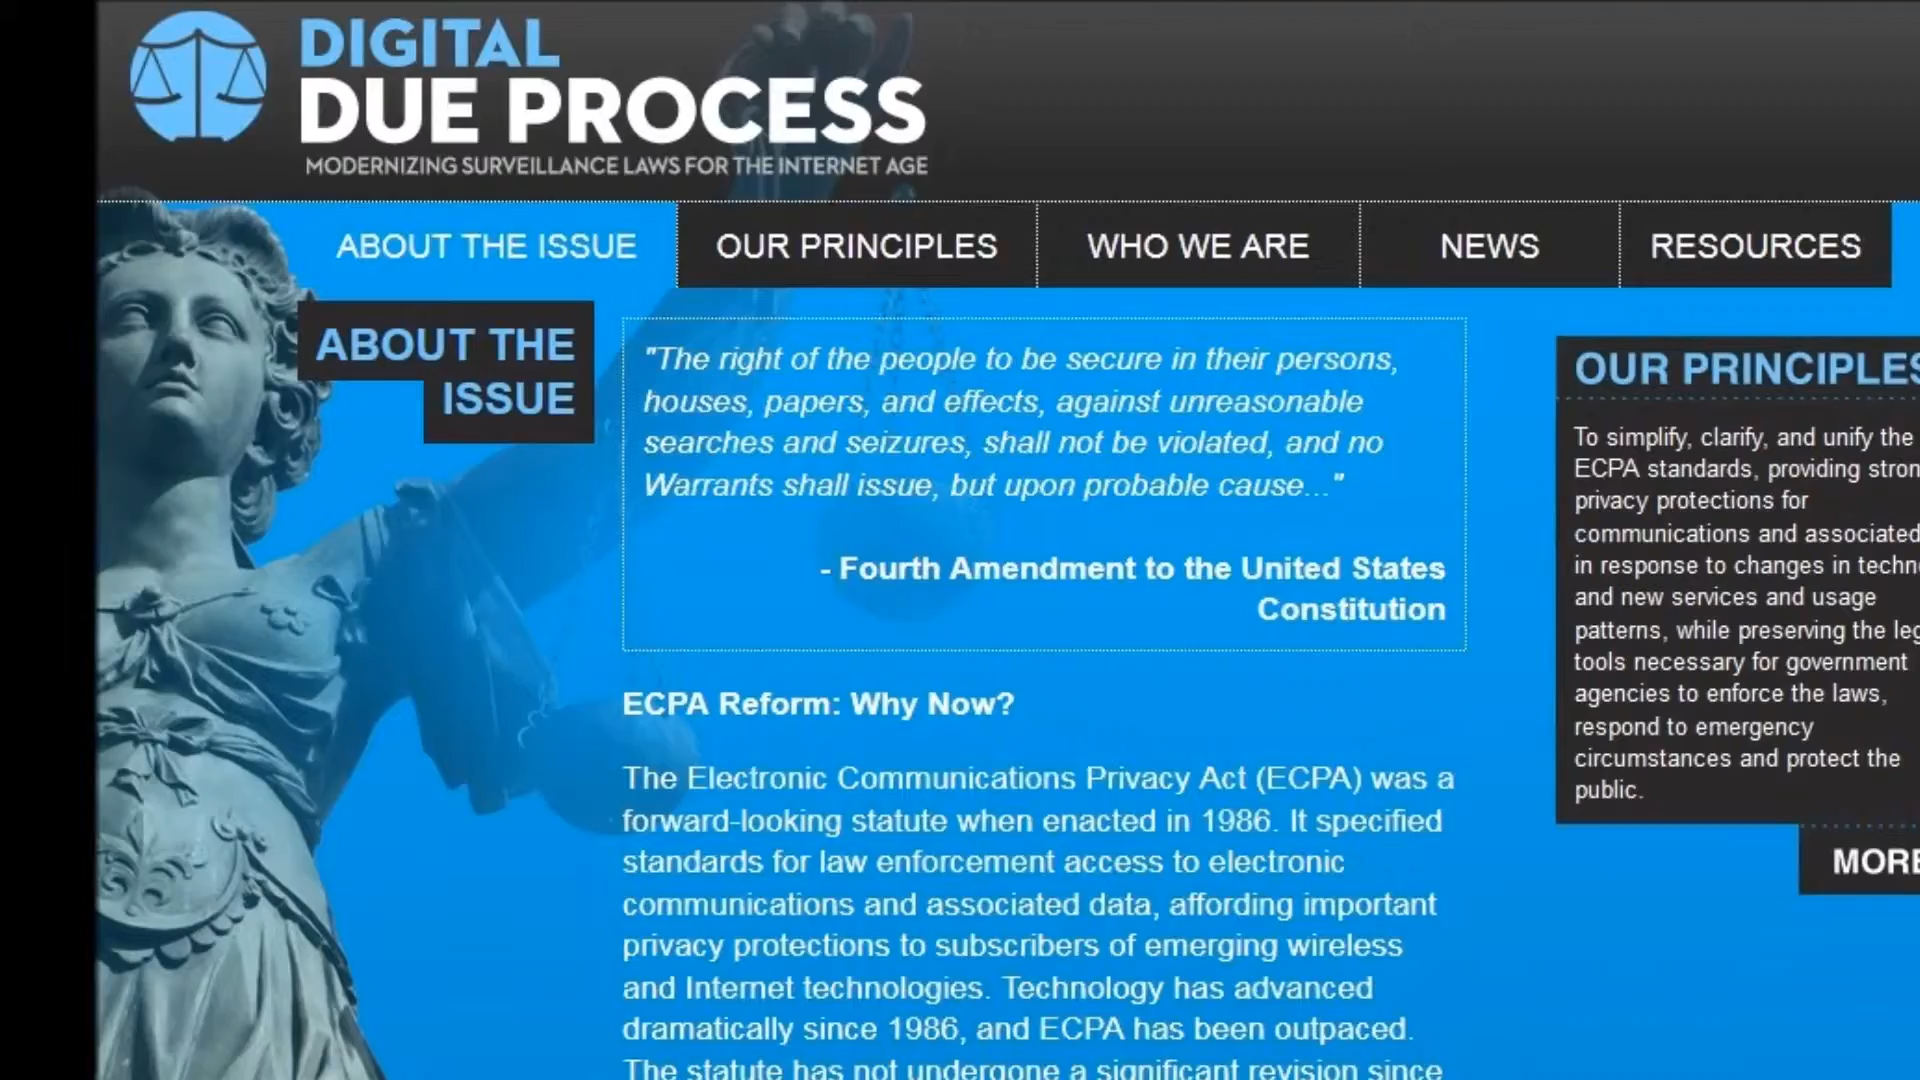 DIGITAL
DUE PROCESS
MODERNIZING SURVEILLANCE LAWS FOR THE INTERNET AGE
ABOUT THE ISSUE
OUR PRINCIPLES
WHO WE ARE
NEWS
RESOURCES
ABOUT THE
ISSUE
"The right of the people to be secure in their persons,
houses, papers, and effects, against unreasonable
searches and seizures, shall not be violated, and no
Warrants shall issue, but upon probable cause..."
- Fourth Amendment to the United States
Constitution
ECPA Reform: Why Now?
The Electronic Communications Privacy Act (ECPA) was a
forward-looking statute when enacted in 1986. It specified
standards for law enforcement access to electronic
communications and associated data, affording important
privacy protections to subscribers of emerging wireless
and Internet technologies. Technology has advanced
dramatically since 1986, and ECPA has been outpaced.
The statute has not undergone a significant revision since
OUR PRINCIPLES
To simplify, clarify, and unify the
ECPA standards, providing stron
privacy protections for
communications and associated
in response to changes in techn
and new services and usage
patterns, while preserving the leg
tools necessary for government
agencies to enforce the laws,
respond to emergency
circumstances and protect the
public.
MORE